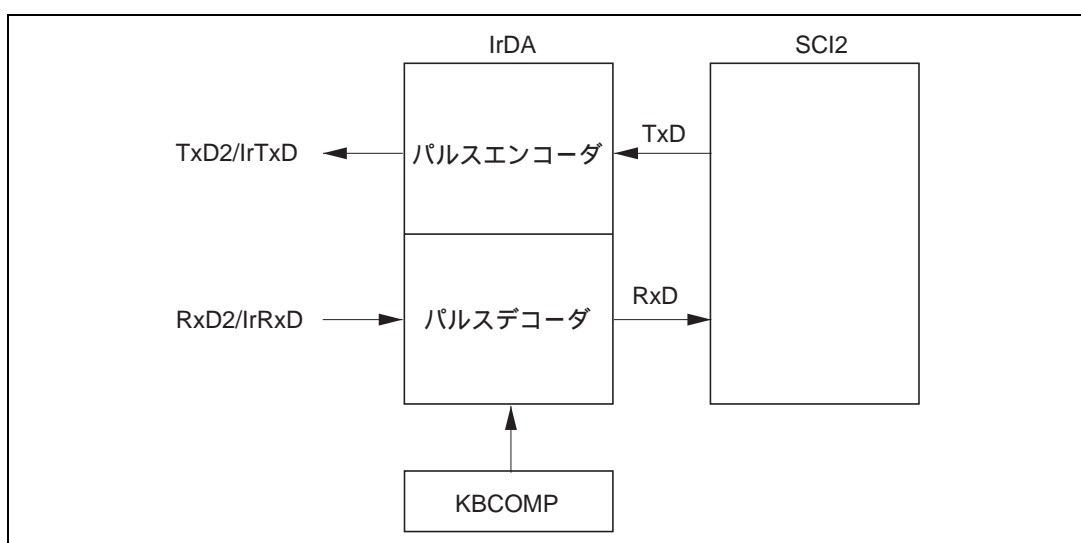 IrDA
SCI2
TxD2/IrTxD
パルスエンコーダ
TxD
RxD2/IrRxD
パルスデコーダ
RxD
KBCOMP